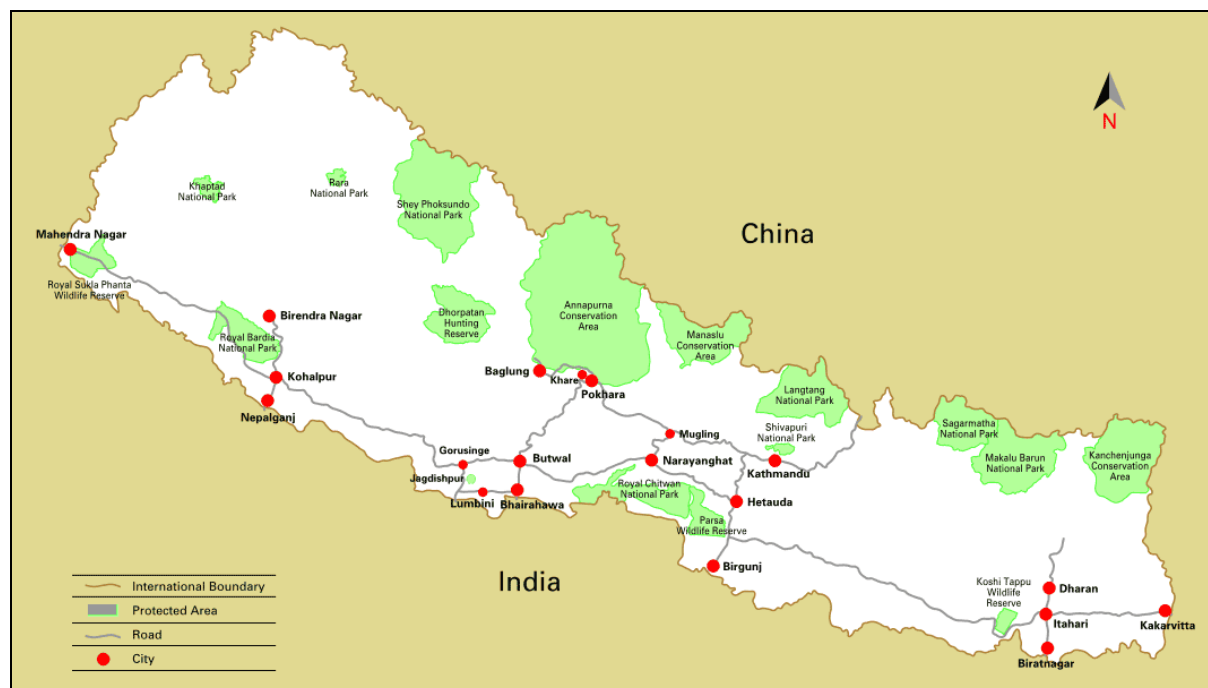 N
China
Khaptad
National Park
Rara
National Park
Shey Phoksundo
National Park
Mahendra Nagar
Royal Sukla Phanta
Wildlife Reserve
Birendra Nagar
Royal Bardia
National Park
Dhorpatan
Hunting
Reserve
Annapurna
Conservation
Area
Manaslu
Conservation
Area
Kohalpur
Nepalganj
Baglung
Khare
Pokhara
Langtang
National Park
Shivapuri
National Park
Sagarmatha
National Park
Makalu Barun
National Park
Kanchenjunga
Conservation
Area
Mugling
Gorusinge
Butwal
Narayanghat
Kathmandu
Jagdishpur
Lumbini
Bhairahawa
Royal Chitwan
National Park
Hetauda
Parsa
Wildlife Reserve
Birgunj
India
Koshi Tappu
Wildlife
Reserve
Dharan
Itahari
Kakarvitta
Biratnagar
International Boundary
Protected Area
Road
City